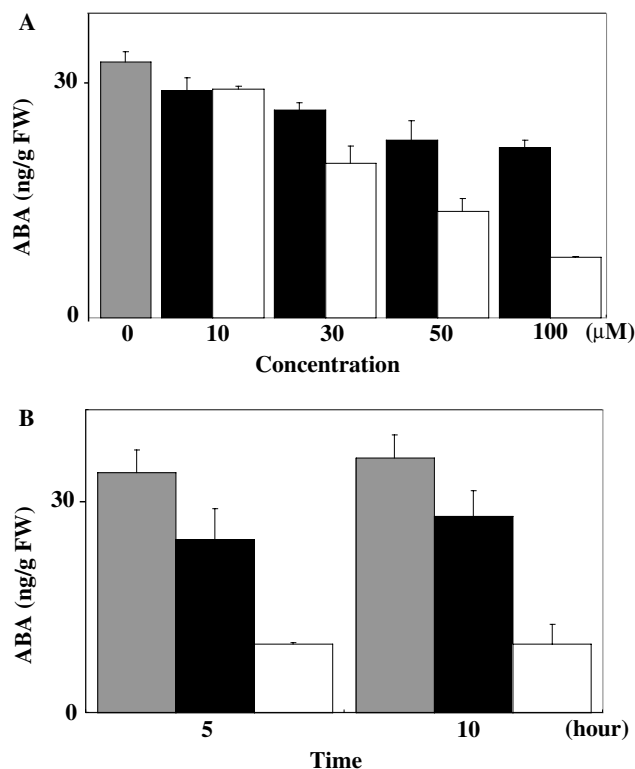 A
30
0
ABA (ng/g FW)
0 10 30 50 100 (μM)
Concentration
B
30
0
ABA (ng/g FW)
5 10 (hour)
Time